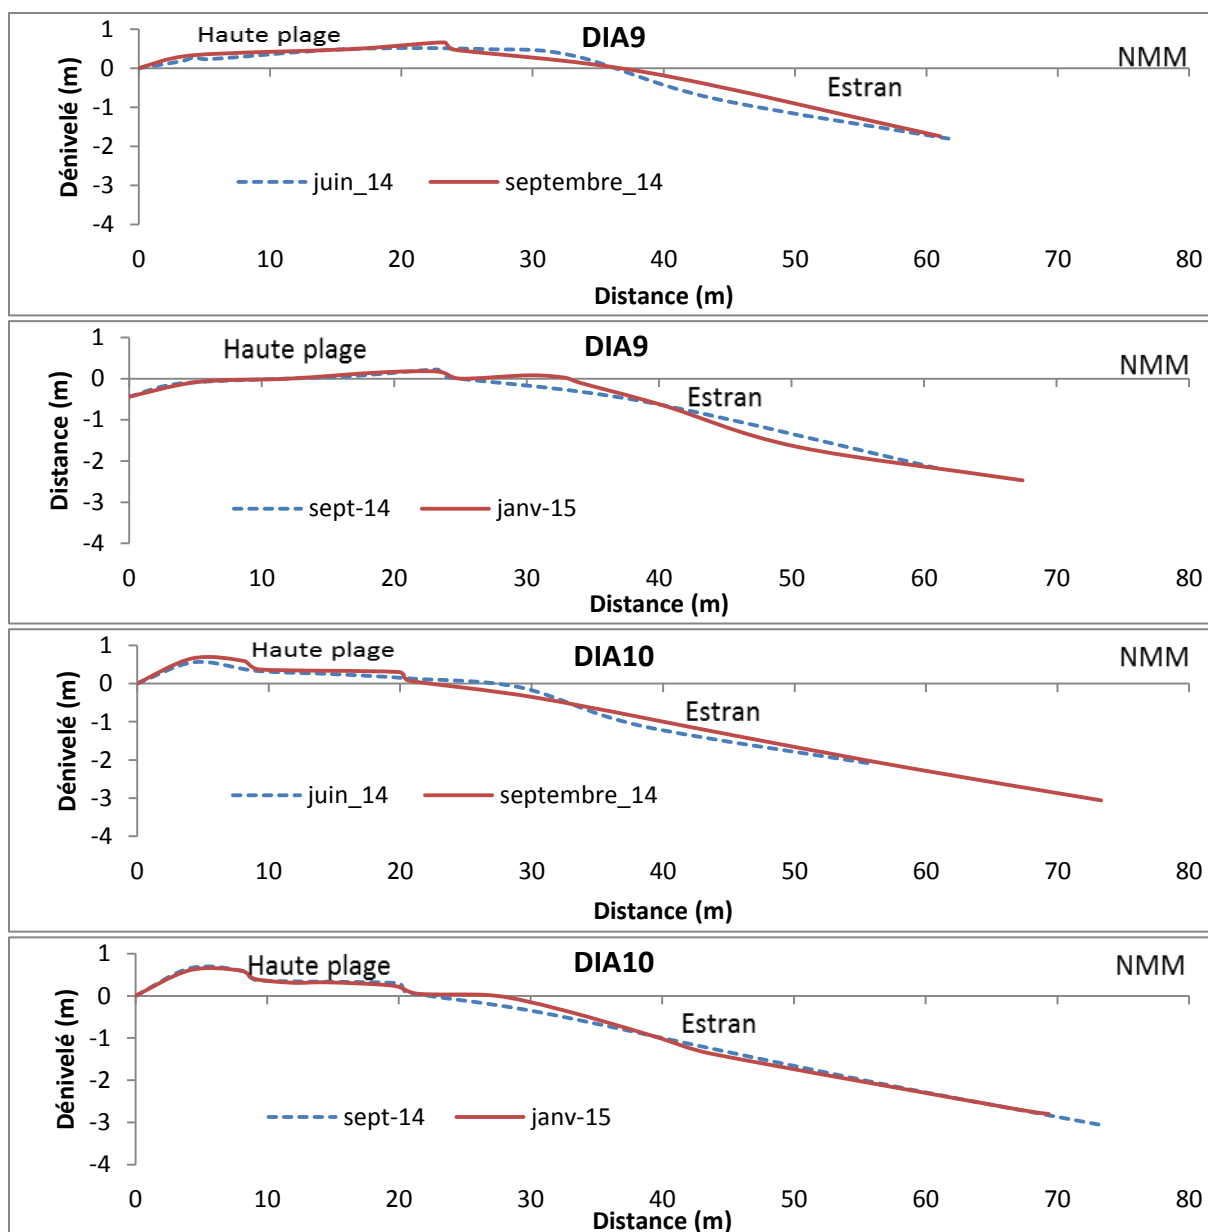 DIA9
Haute plage
NMM
Estran
Dénivelé (m)
1
0
-1
-2
-3
-4
juin_14 septembre_14
0 10 20 30 40 50 60 70 80
Distance (m)
DIA9
Haute plage
NMM
Estran
Distance (m)
1
0
-1
-2
-3
-4
sept-14 janv-15
0 10 20 30 40 50 60 70 80
Distance (m)
DIA10
Haute plage
NMM
Estran
Dénivelé (m)
1
0
-1
-2
-3
-4
juin_14 septembre_14
0 10 20 30 40 50 60 70 80
Distance (m)
DIA10
Haute plage
NMM
Estran
Dénivelé (m)
1
0
-1
-2
-3
-4
sept-14 janv-15
0 10 20 30 40 50 60 70 80
Distance (m)